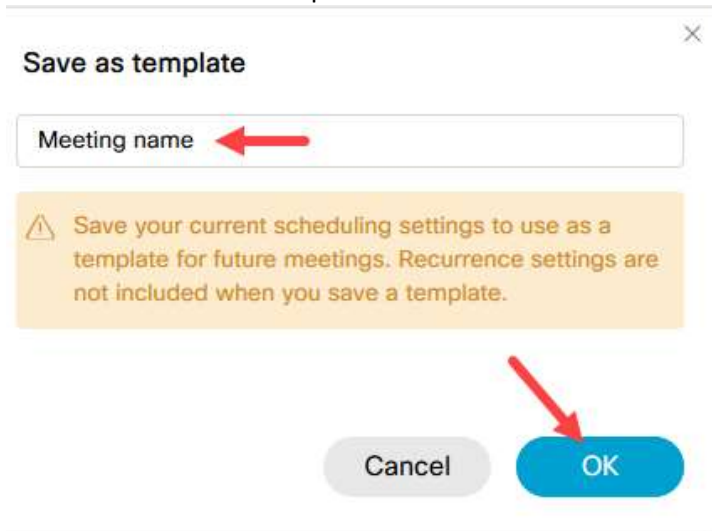 Save as template
Meeting name
Save your current scheduling settings to use as a
template for future meetings. Recurrence settings are
not included when you save a template.
Cancel OK